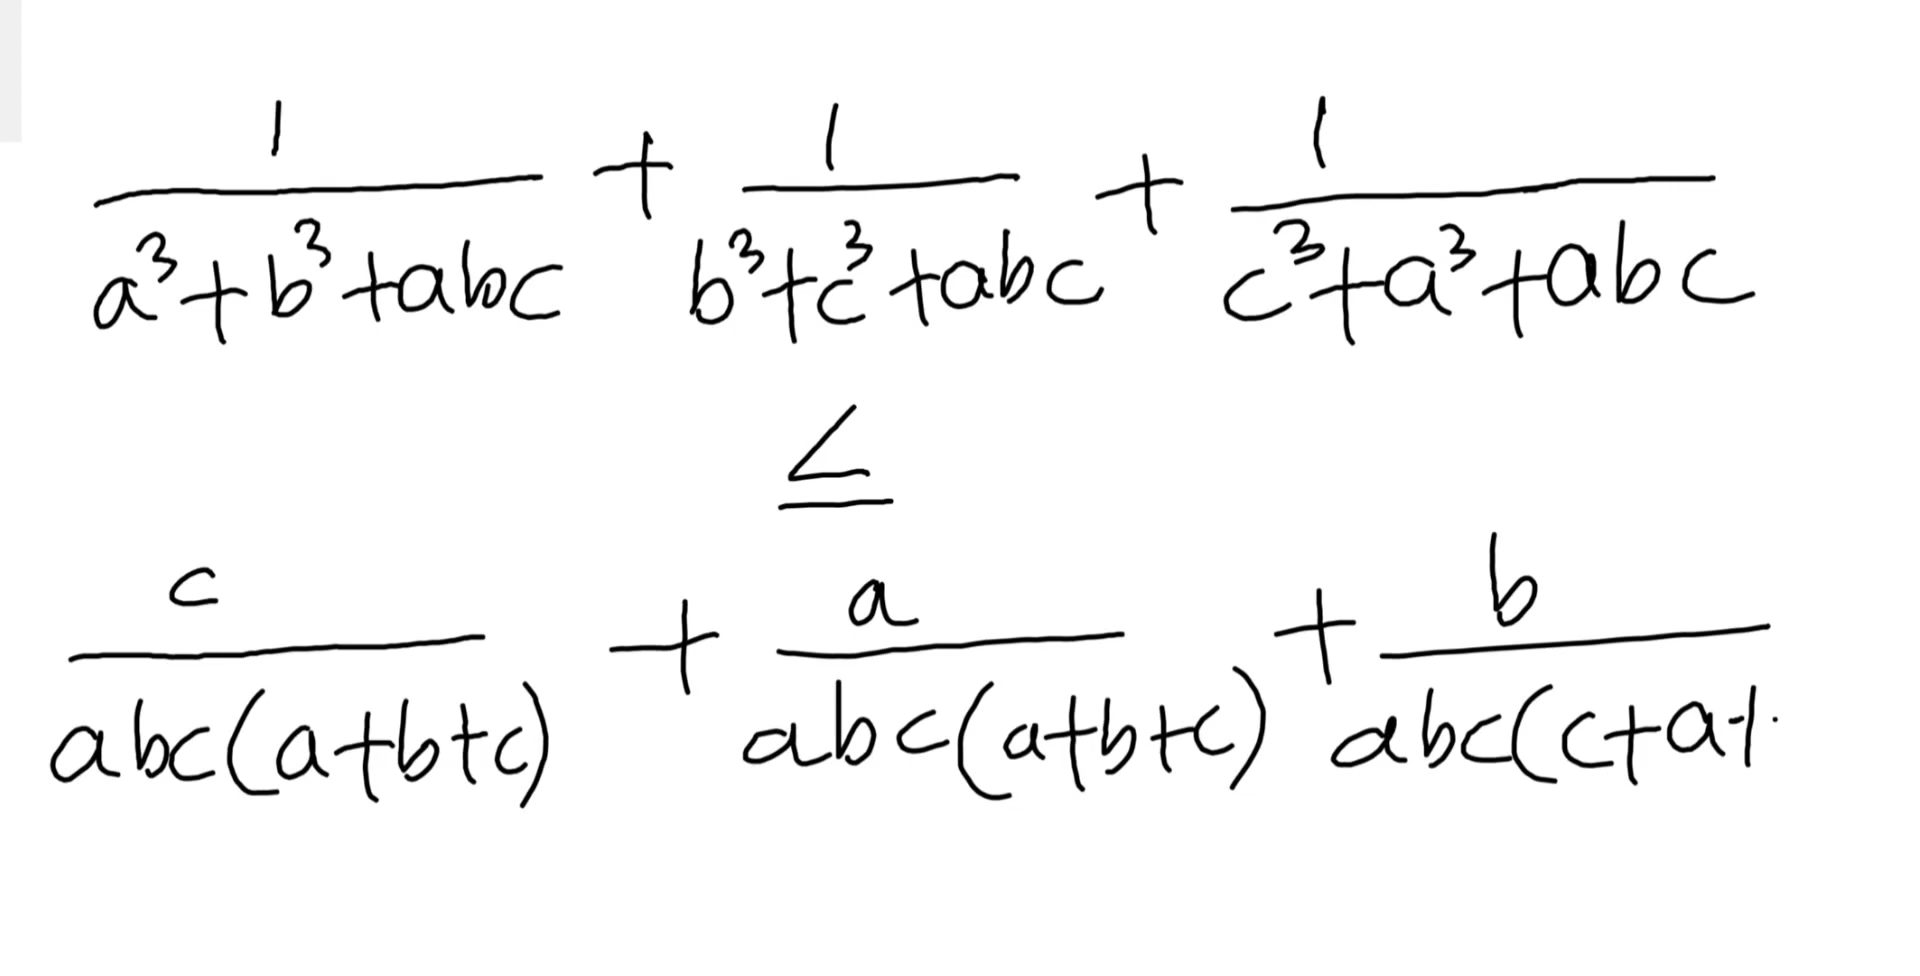 1/(a³+b³+abc) + 1/(b³+c³+abc) + 1/(c³+a³+abc)
≤
c/(abc(a+b+c)) + a/(abc(a+b+c)) + b/(abc(c+a+